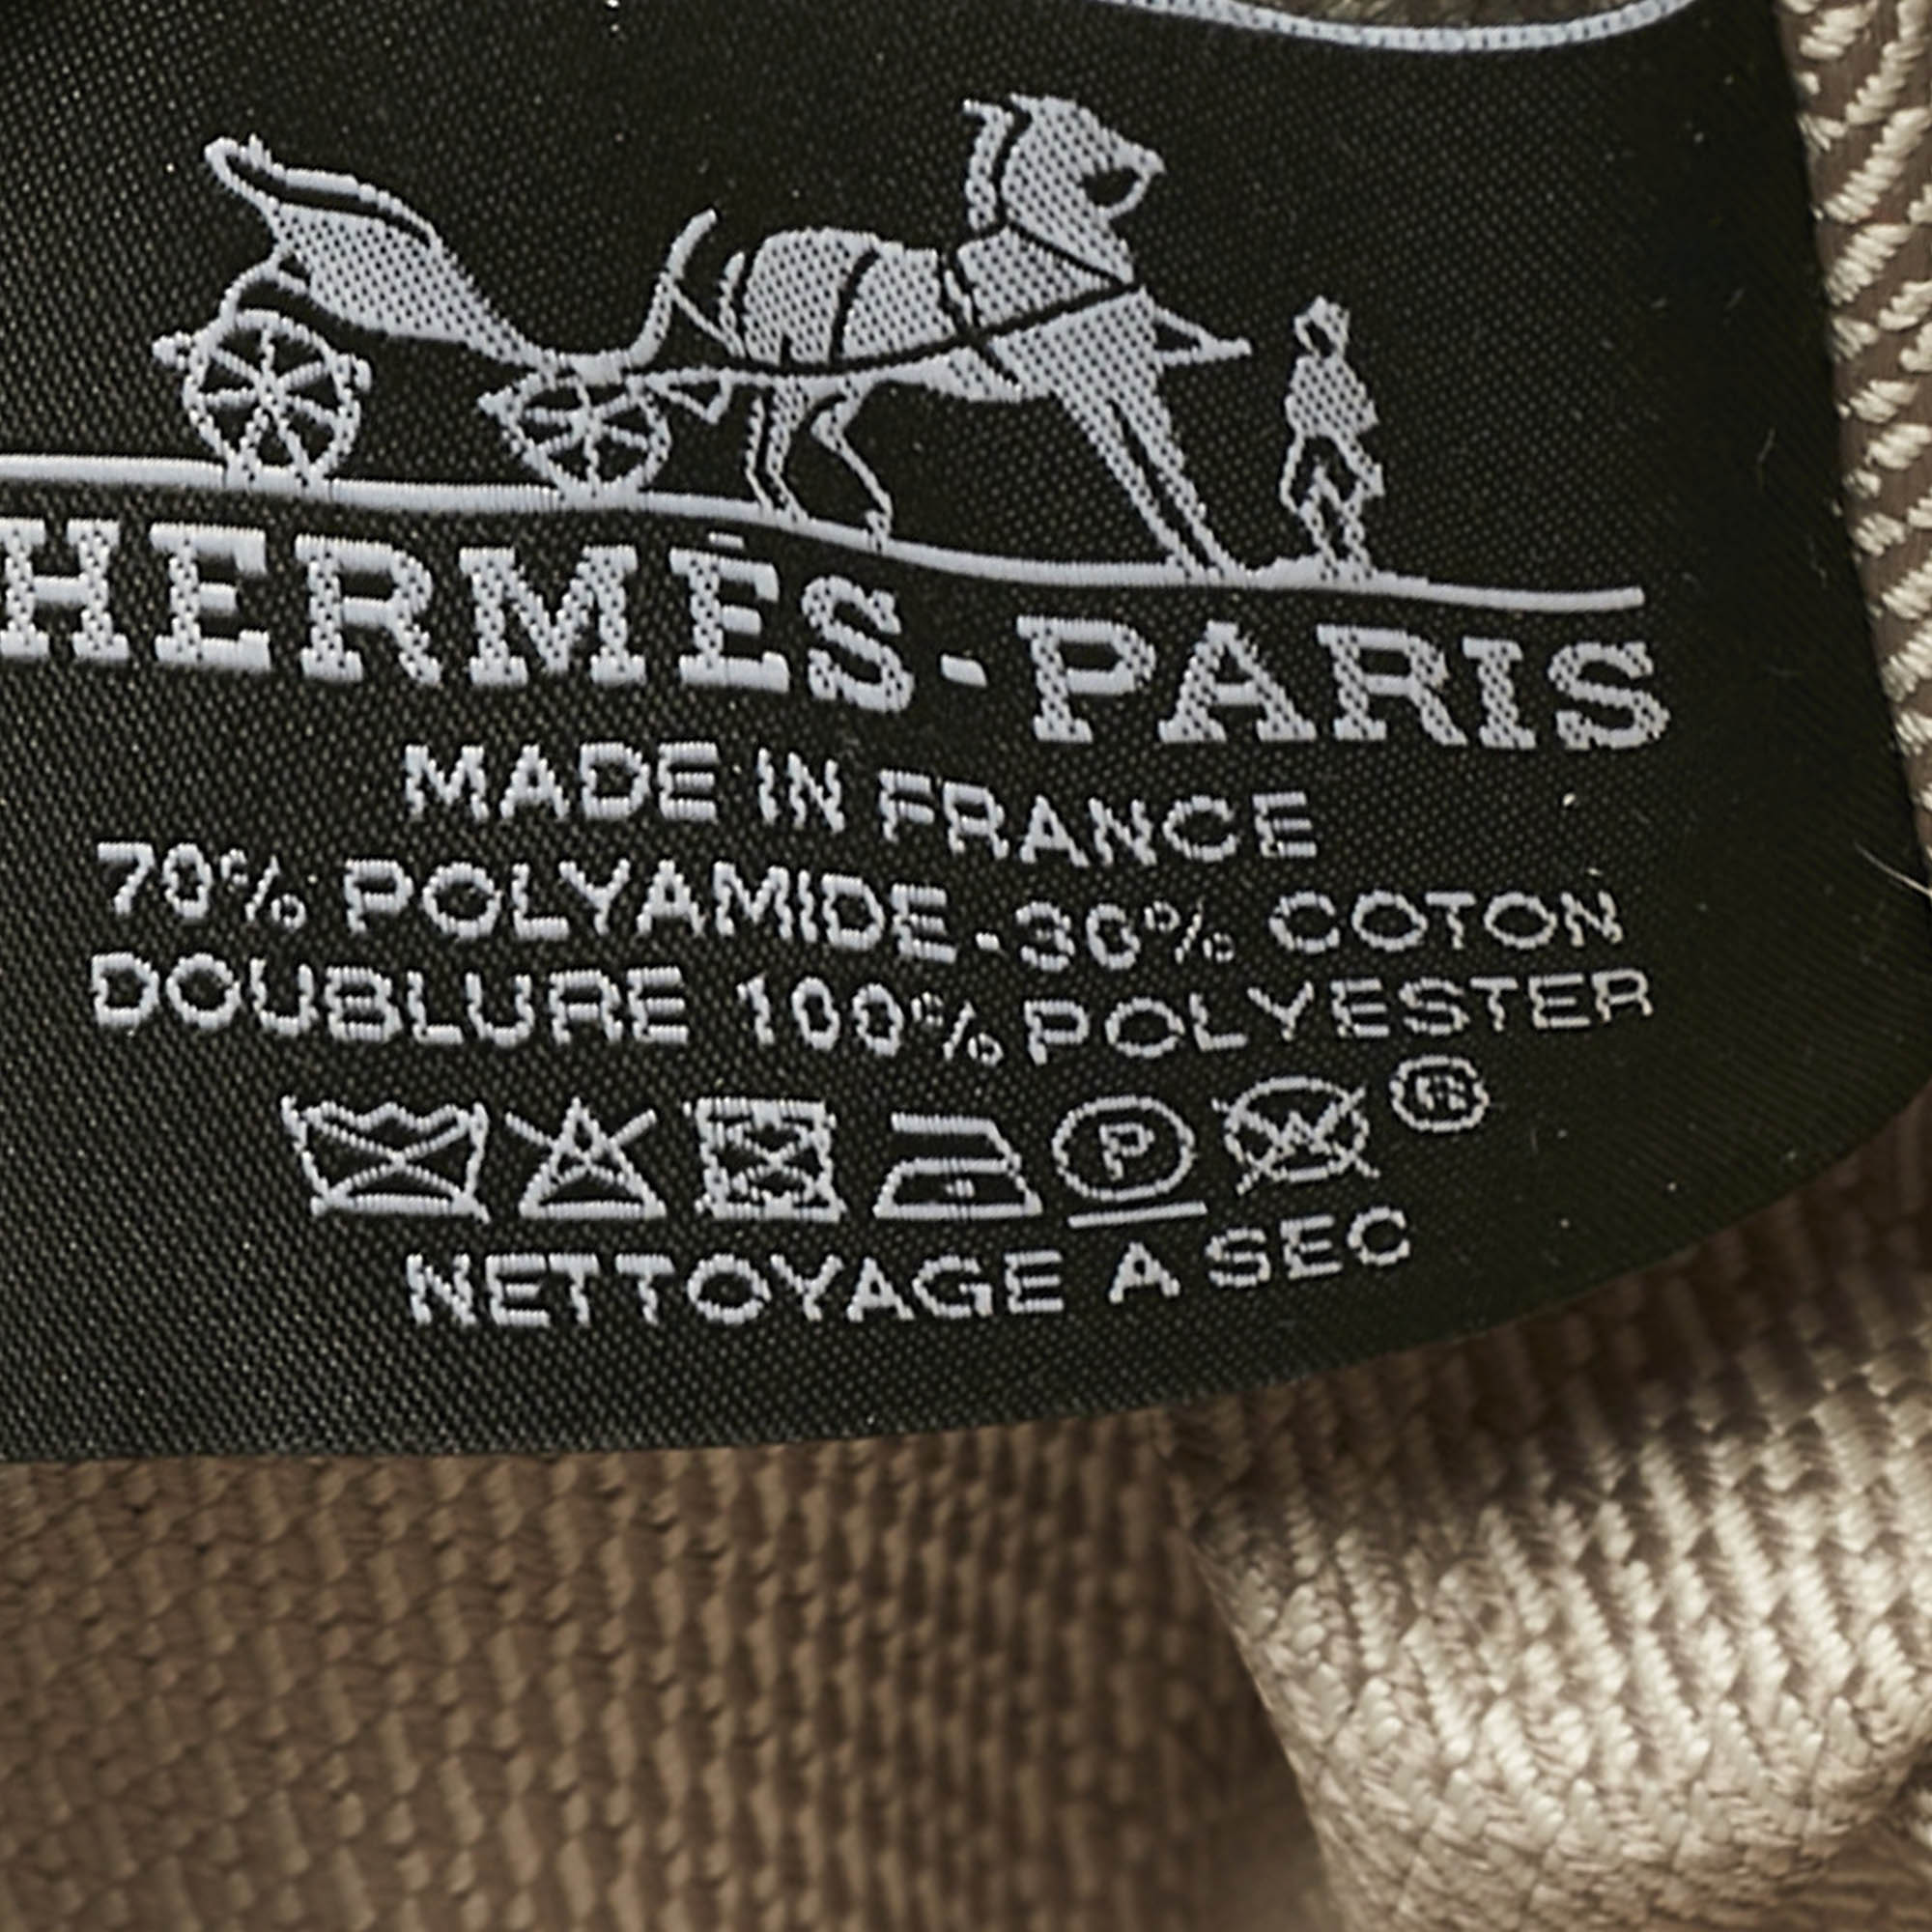 HERMÈS-PARIS
MADE IN FRANCE
70% POLYAMIDE-30% COTON
DOUBLURE 100% POLYESTER
P W ®
NETTOYAGE A SEC